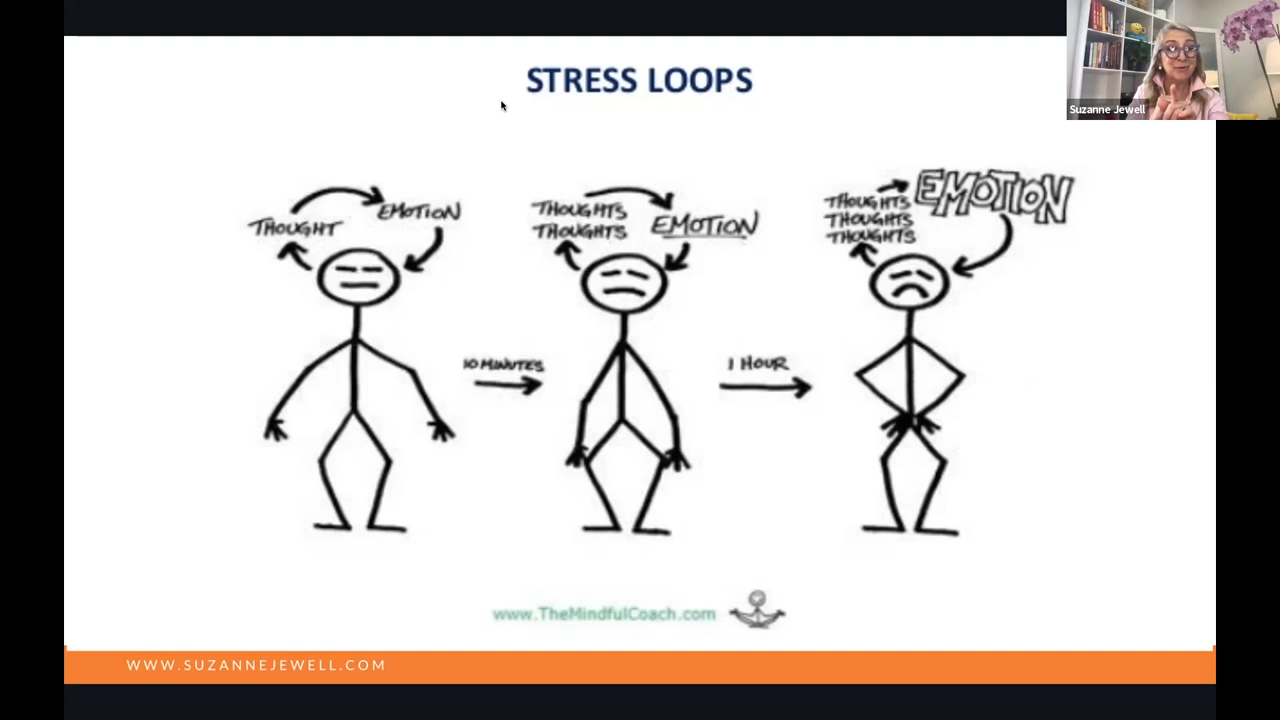 STRESS LOOPS
Suzanne Jewell
THOUGHT
EMOTION
THOUGHTS
THOUGHTS
EMOTION
THOUGHTS
THOUGHTS
THOUGHTS
EMOTION
10 MINUTES
1 HOUR
www.TheMindfulCoach.com
WWW.SUZANNEJEWELL.COM